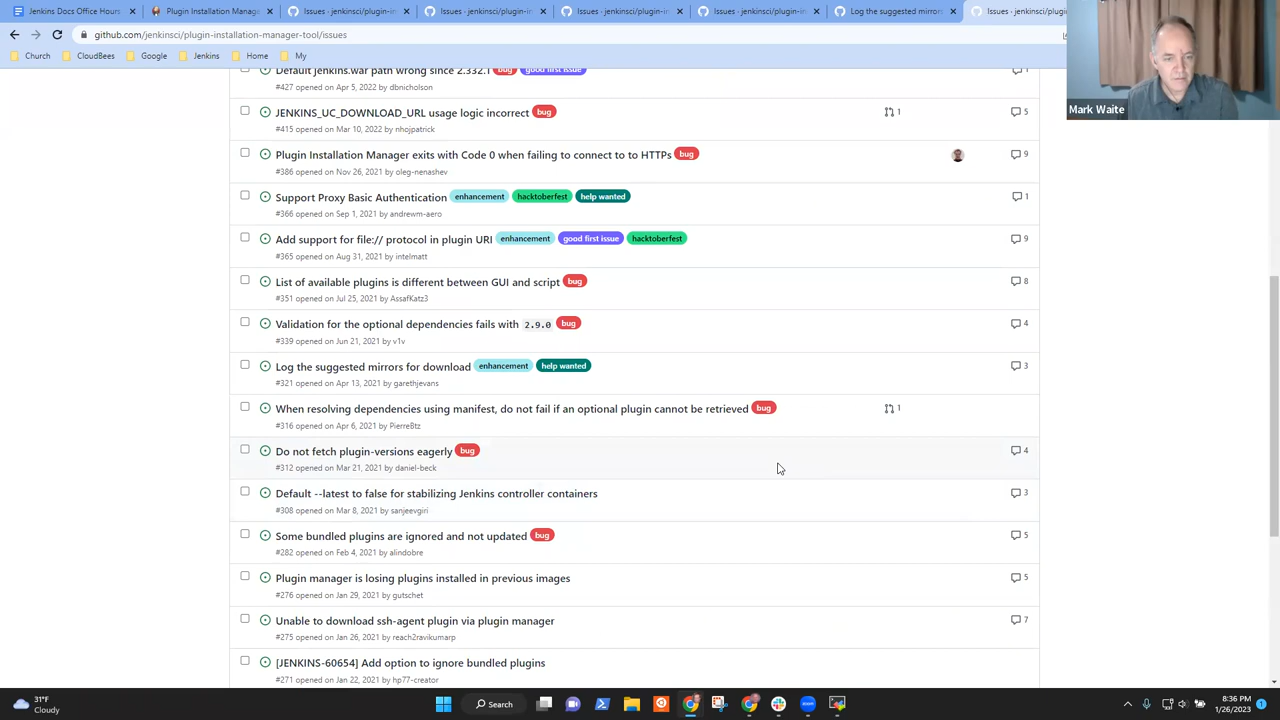 Jenkins Docs Office Hours
Plugin Installation Manage
Issues · jenkinsci/plugin-in
Issues · jenkinsci/plugin-in
Issues · jenkinsci/plugin-ins
Issues · jenkinsci/plugin-ins
Log the suggested mirrors
Issues · jenkinsci/plug
github.com/jenkinsci/plugin-installation-manager-tool/issues
Church
CloudBees
Google
Jenkins
Home
My
Mark Waite
Default jenkins.war path wrong since 2.332.1 bug good first issue 1
#427 opened on Apr 5, 2022 by dbnicholson
JENKINS_UC_DOWNLOAD_URL usage logic incorrect bug 1 5
#415 opened on Mar 10, 2022 by nhojpatrick
Plugin Installation Manager exits with Code 0 when failing to connect to to HTTPs bug 9
#386 opened on Nov 26, 2021 by oleg-nenashev
Support Proxy Basic Authentication enhancement hacktoberfest help wanted 1
#366 opened on Sep 1, 2021 by andrewm-aero
Add support for file:// protocol in plugin URI enhancement good first issue hacktoberfest 9
#365 opened on Aug 31, 2021 by intelmatt
List of available plugins is different between GUI and script bug 8
#351 opened on Jul 25, 2021 by AssafKatz3
Validation for the optional dependencies fails with 2.9.0 bug 4
#339 opened on Jun 21, 2021 by v1v
Log the suggested mirrors for download enhancement help wanted 3
#321 opened on Apr 13, 2021 by garethjevans
When resolving dependencies using manifest, do not fail if an optional plugin cannot be retrieved bug 1
#316 opened on Apr 6, 2021 by PierreBtz
Do not fetch plugin-versions eagerly bug 4
#312 opened on Mar 21, 2021 by daniel-beck
Default --latest to false for stabilizing Jenkins controller containers 3
#308 opened on Mar 8, 2021 by sanjeevgiri
Some bundled plugins are ignored and not updated bug 5
#282 opened on Feb 4, 2021 by alindobre
Plugin manager is losing plugins installed in previous images 5
#276 opened on Jan 29, 2021 by gutschet
Unable to download ssh-agent plugin via plugin manager 7
#275 opened on Jan 26, 2021 by reach2ravikumarp
[JENKINS-60654] Add option to ignore bundled plugins
#271 opened on Jan 22, 2021 by hp77-creator
31°F
Cloudy
Search
8:36 PM
1/26/2023
1